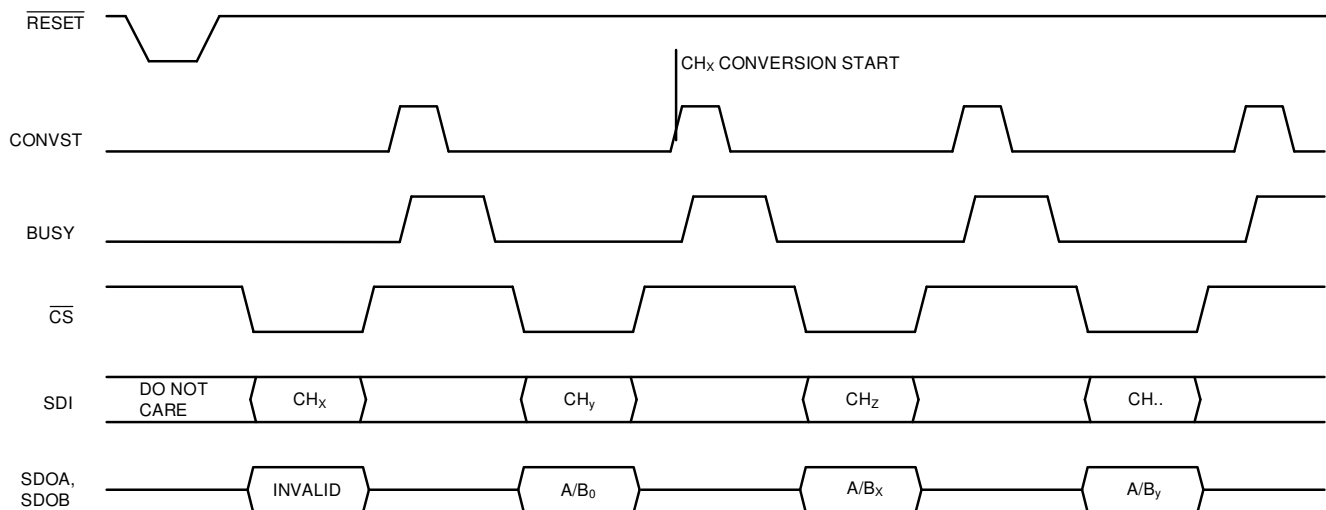 RESET
CHX CONVERSION START
CONVST
BUSY
CS
SDI
DO NOT
CARE
CHX
CHy
CHZ
CH..
SDOA,
SDOB
INVALID
A/B0
A/BX
A/By